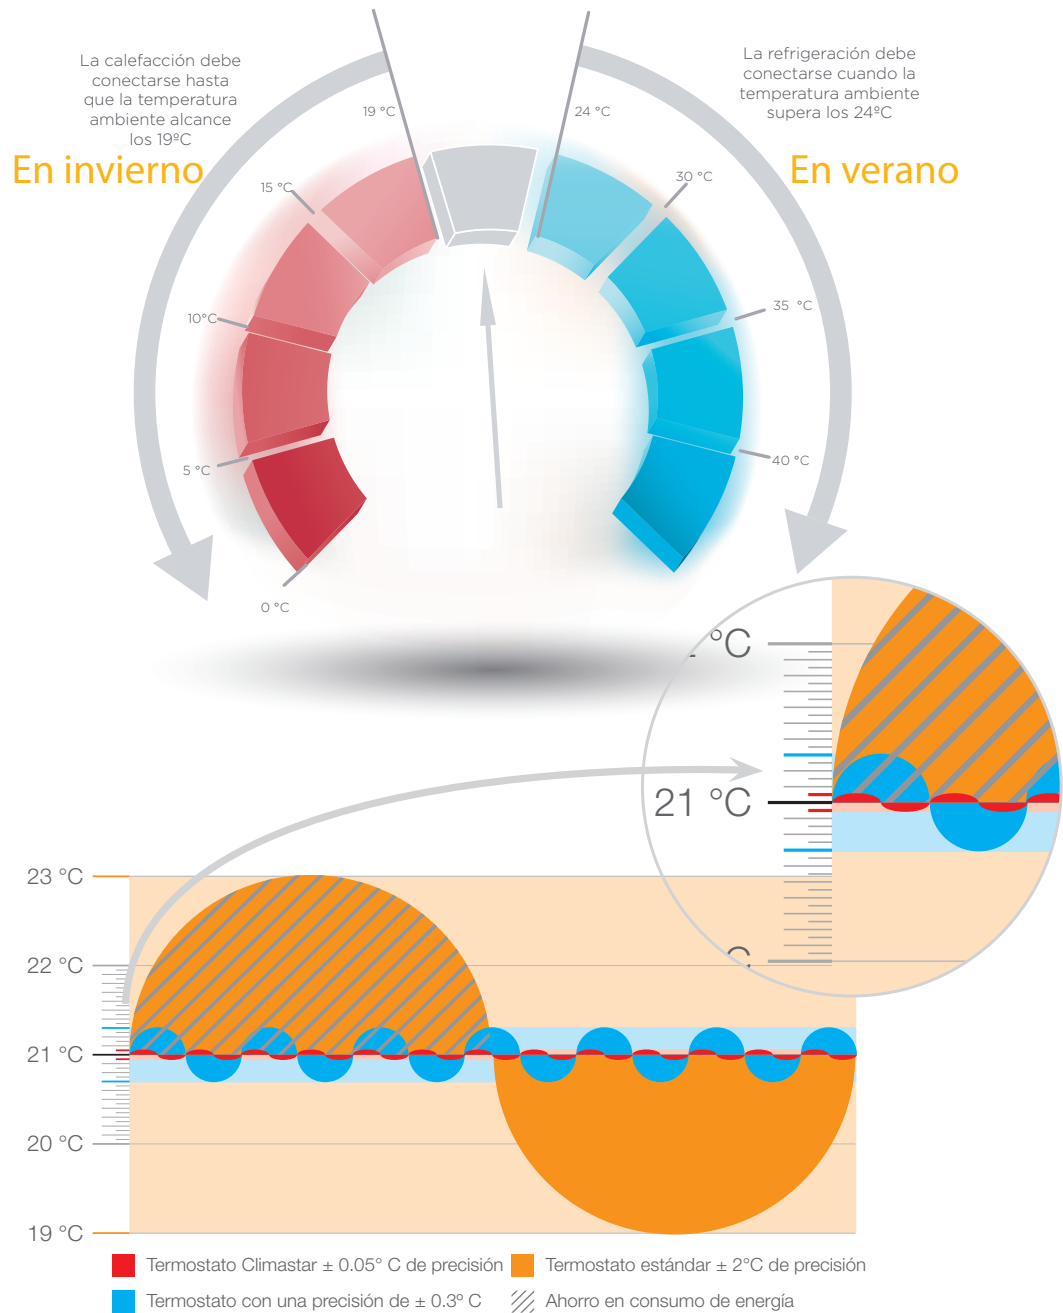 La calefacción debe
conectarse hasta
que la temperatura
ambiente alcance
los 19ºC
En invierno
La refrigeración debe
conectarse cuando la
temperatura ambiente
supera los 24ºC
En verano
19 °C
24 °C
15 °C
30 °C
10°C
35 °C
5 °C
40 °C
0 °C
°C
21 °C
C
23 °C
22 °C
21 °C
20 °C
19 °C
Termostato Climastar ± 0.05° C de precisión
Termostato estándar ± 2°C de precisión
Termostato con una precisión de ± 0.3º C
Ahorro en consumo de energía